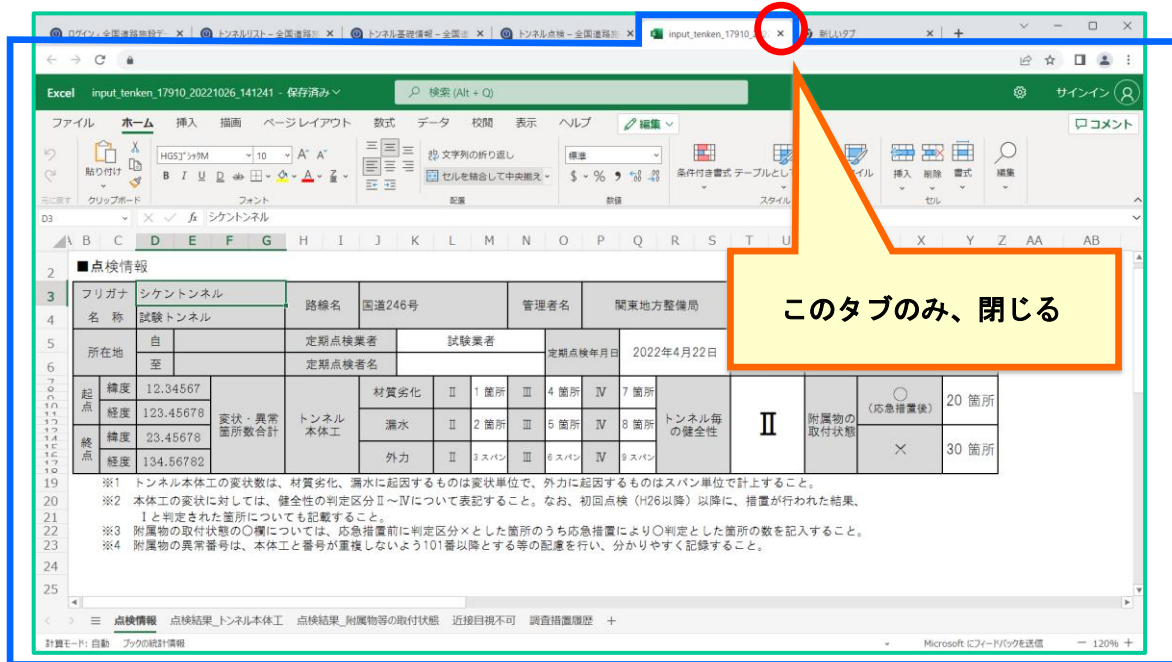 ログイン - 全国道路施設デー
トンネルリスト – 全国道路施
トンネル基礎情報 – 全国道
トンネル点検 – 全国道路施
input_tenken_17910_202
新しいタブ
Excel input_tenken_17910_20221026_141241 - 保存済み
検索 (Alt + Q)
サインイン
ファイル ホーム 挿入 描画 ページ レイアウト 数式 データ 校閲 表示 ヘルプ 編集 コメント
貼り付け
10
A A
B I U D ab
文字列の折り返し
セルを結合して中央揃え
標準
$ % 9
条件付き書式 テーブルとして
イル
挿入 削除 書式 編集
元に戻す クリップボード フォント 配置 数値 スタイル セル
D3 fx シケントンネル
B C D E F G H I J K L M N O P Q R S T U X Y Z AA AB
このタブのみ、閉じる
2 ■点検情報
3 フリガナ シケントンネル
路線名 国道246号 管理者名 関東地方整備局
4 名 称 試験トンネル
5 所在地 自 定期点検業者 試験業者
定期点検年月日 2022年4月22日
6 至 定期点検者名
起点 緯度 12.34567
経度 123.45678
終点 緯度 23.45678
経度 134.56782
変状・異常
箇所数合計
トンネル
本体工
材質劣化 Ⅱ 1 箇所 Ⅲ 4 箇所 Ⅳ 7 箇所
漏水 Ⅱ 2 箇所 Ⅲ 5 箇所 Ⅳ 8 箇所
外力 Ⅱ 3 スパン Ⅲ 6 スパン Ⅳ 9 スパン
トンネル毎
の健全性
Ⅱ
附属物の
取付状態
○
(応急措置後)
20 箇所
× 30 箇所
19 ※1 トンネル本体工の変状数は、材質劣化、漏水に起因するものは変状単位で、外力に起因するものはスパン単位で計上すること。
20 ※2 本体工の変状に対しては、健全性の判定区分Ⅱ～Ⅳについて表記すること。なお、初回点検（H26以降）以降に、措置が行われた結果、
21 Ⅰと判定された箇所についても記載すること。
22 ※3 附属物の取付状態の〇欄については、応急措置前に判定区分×とした箇所のうち応急措置により〇判定とした箇所の数を記入すること。
23 ※4 附属物の異常番号は、本体工と番号が重複しないよう101番以降とする等の配慮を行い、分かりやすく記録すること。
24
25
点検情報 点検結果_トンネル本体工 点検結果_附属物等の取付状態 近接目視不可 調査措置履歴 +
計算モード: 自動 ブックの統計情報
Microsoft にフィードバックを送信 － 120% +